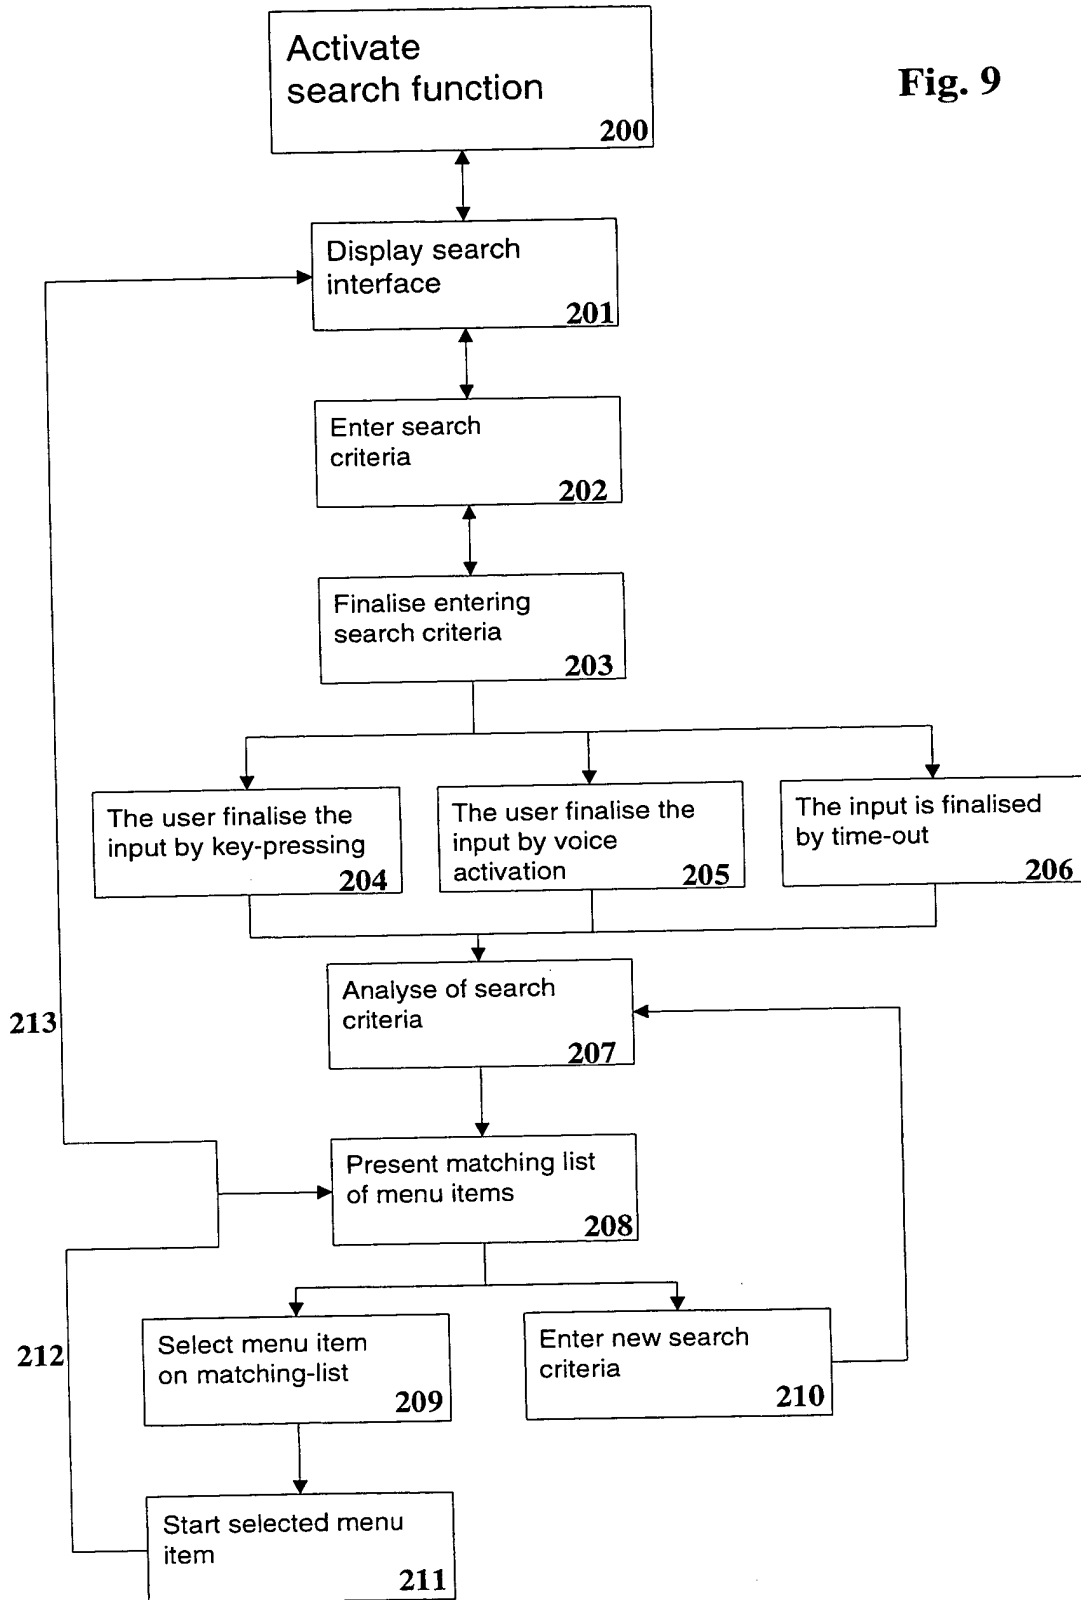 Activate
search function
200
Fig. 9
Display search
interface
201
Enter search
criteria
202
Finalise entering
search criteria
203
The user finalise the
input by key-pressing
204
The user finalise the
input by voice
activation
205
The input is finalised
by time-out
206
Analyse of search
criteria
207
213
Present matching list
of menu items
208
Select menu item
on matching-list
209
Enter new search
criteria
210
212
Start selected menu
item
211